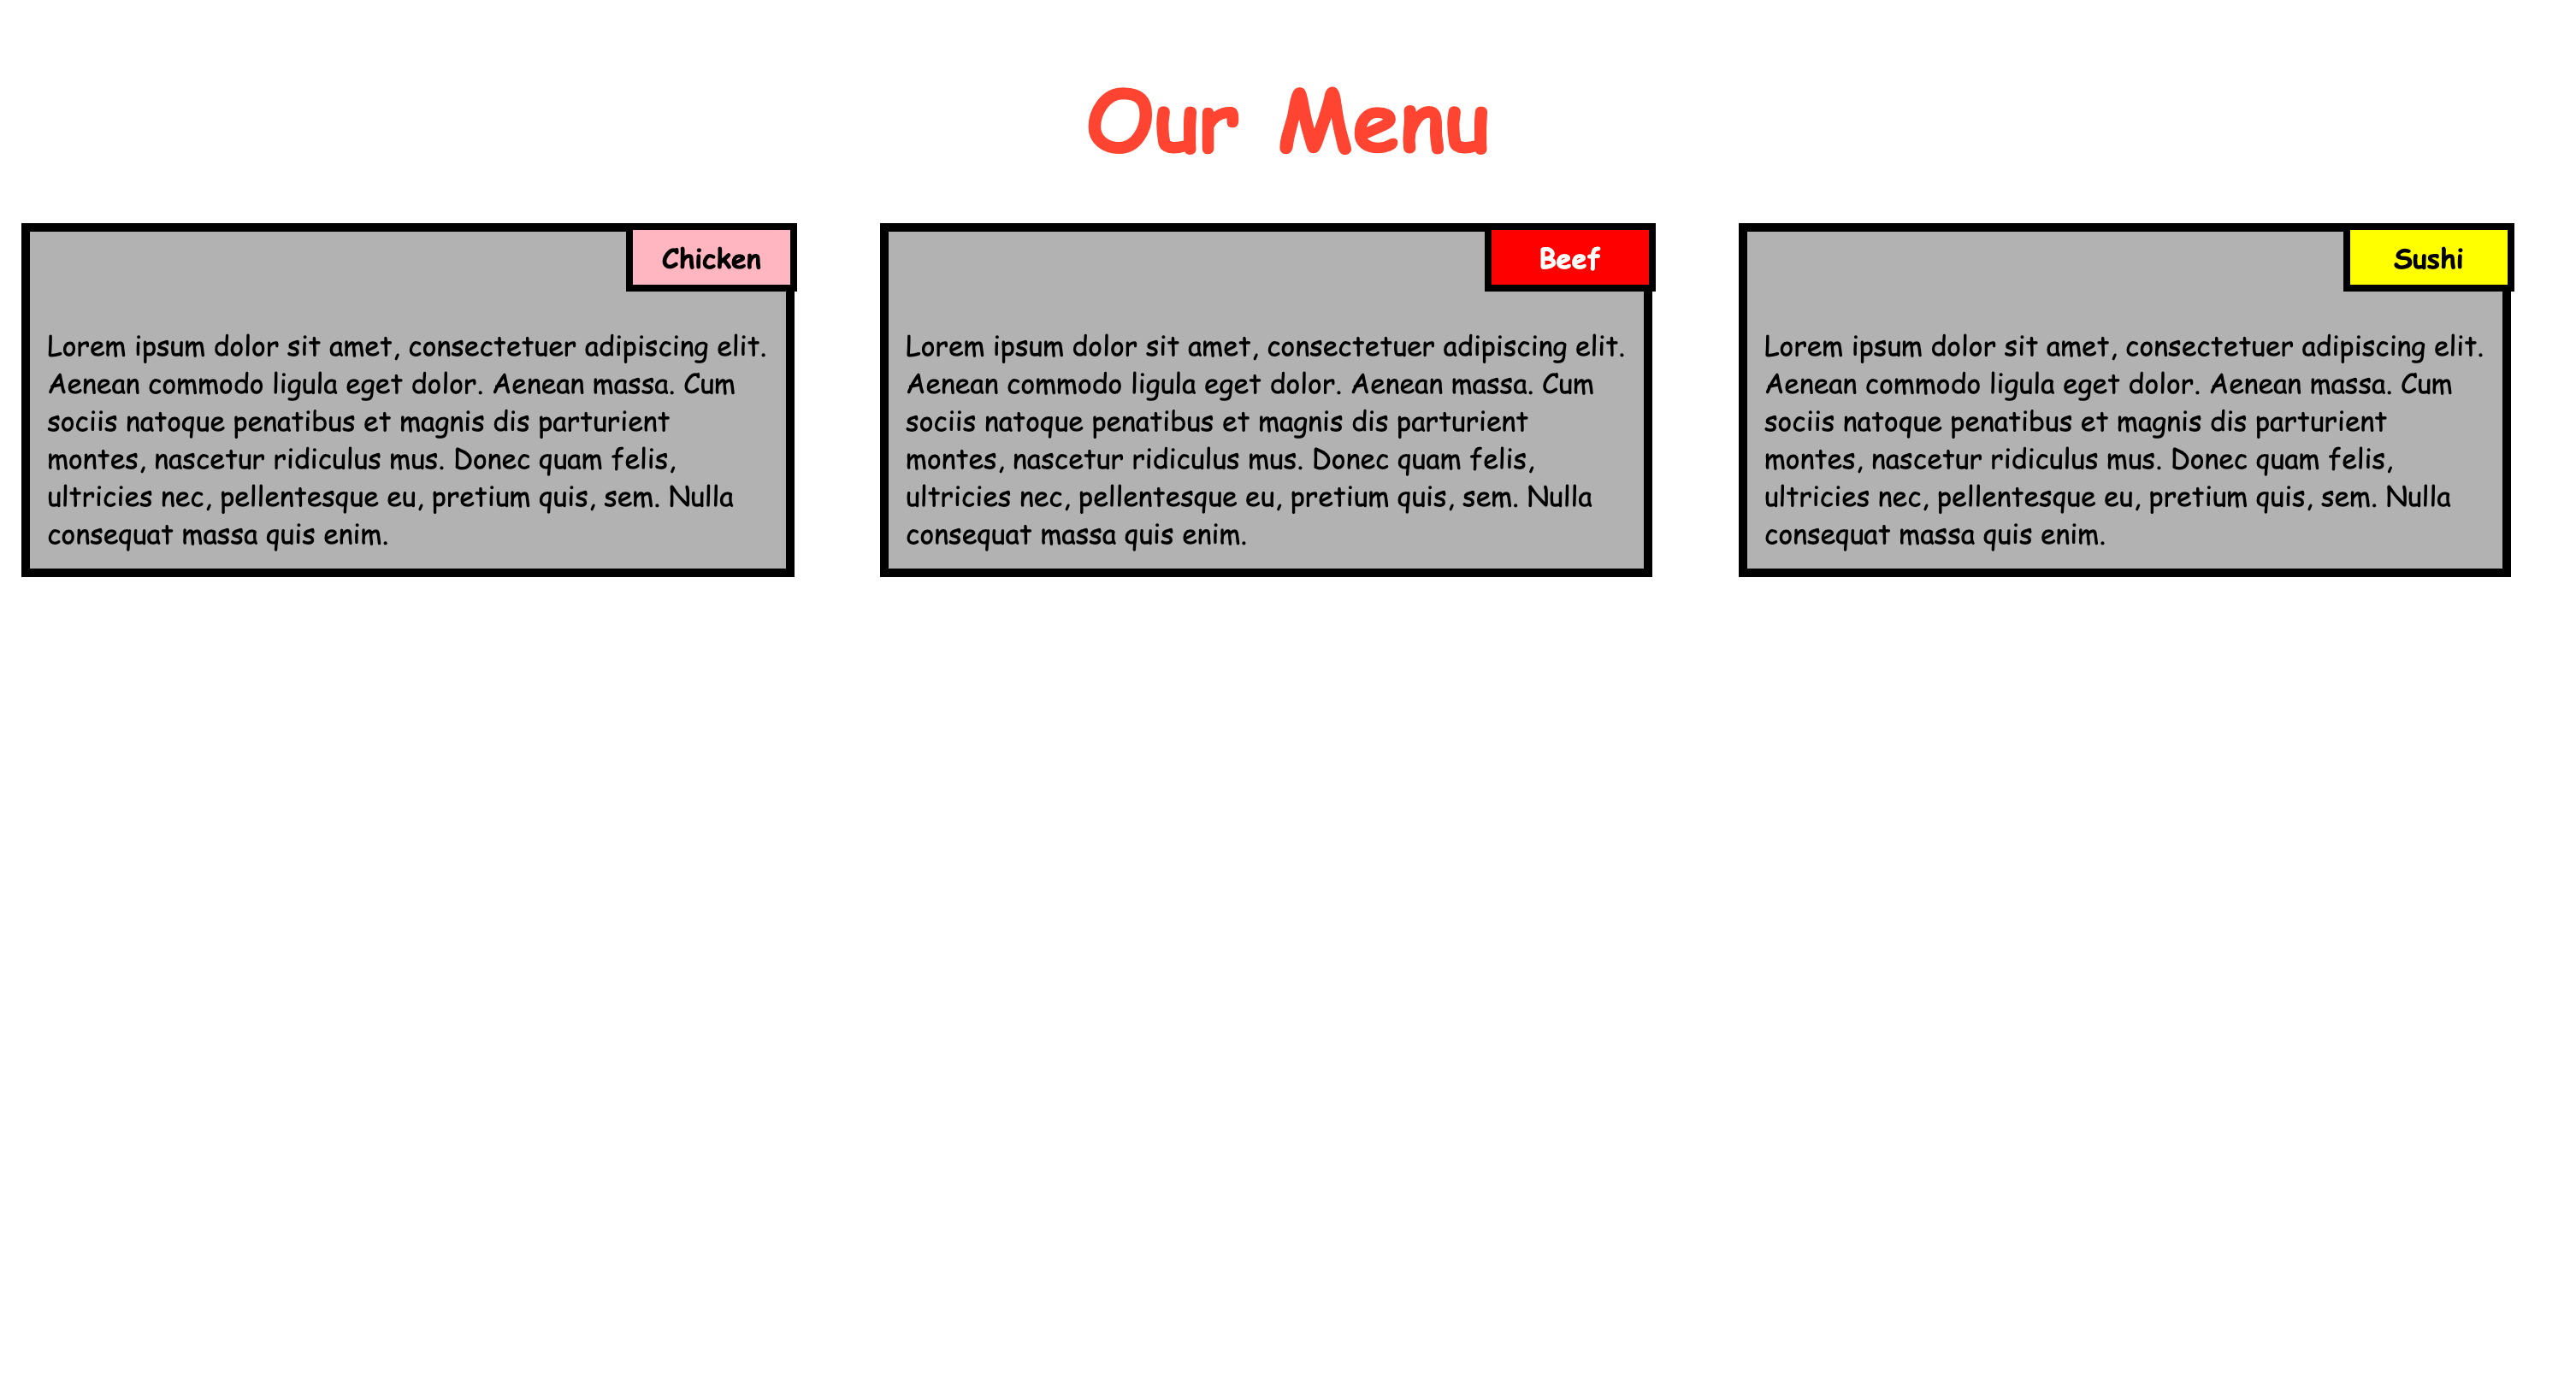 Our Menu
Chicken
Lorem ipsum dolor sit amet, consectetuer adipiscing elit.
Aenean commodo ligula eget dolor. Aenean massa. Cum
sociis natoque penatibus et magnis dis parturient
montes, nascetur ridiculus mus. Donec quam felis,
ultricies nec, pellentesque eu, pretium quis, sem. Nulla
consequat massa quis enim.
Beef
Lorem ipsum dolor sit amet, consectetuer adipiscing elit.
Aenean commodo ligula eget dolor. Aenean massa. Cum
sociis natoque penatibus et magnis dis parturient
montes, nascetur ridiculus mus. Donec quam felis,
ultricies nec, pellentesque eu, pretium quis, sem. Nulla
consequat massa quis enim.
Sushi
Lorem ipsum dolor sit amet, consectetuer adipiscing elit.
Aenean commodo ligula eget dolor. Aenean massa. Cum
sociis natoque penatibus et magnis dis parturient
montes, nascetur ridiculus mus. Donec quam felis,
ultricies nec, pellentesque eu, pretium quis, sem. Nulla
consequat massa quis enim.